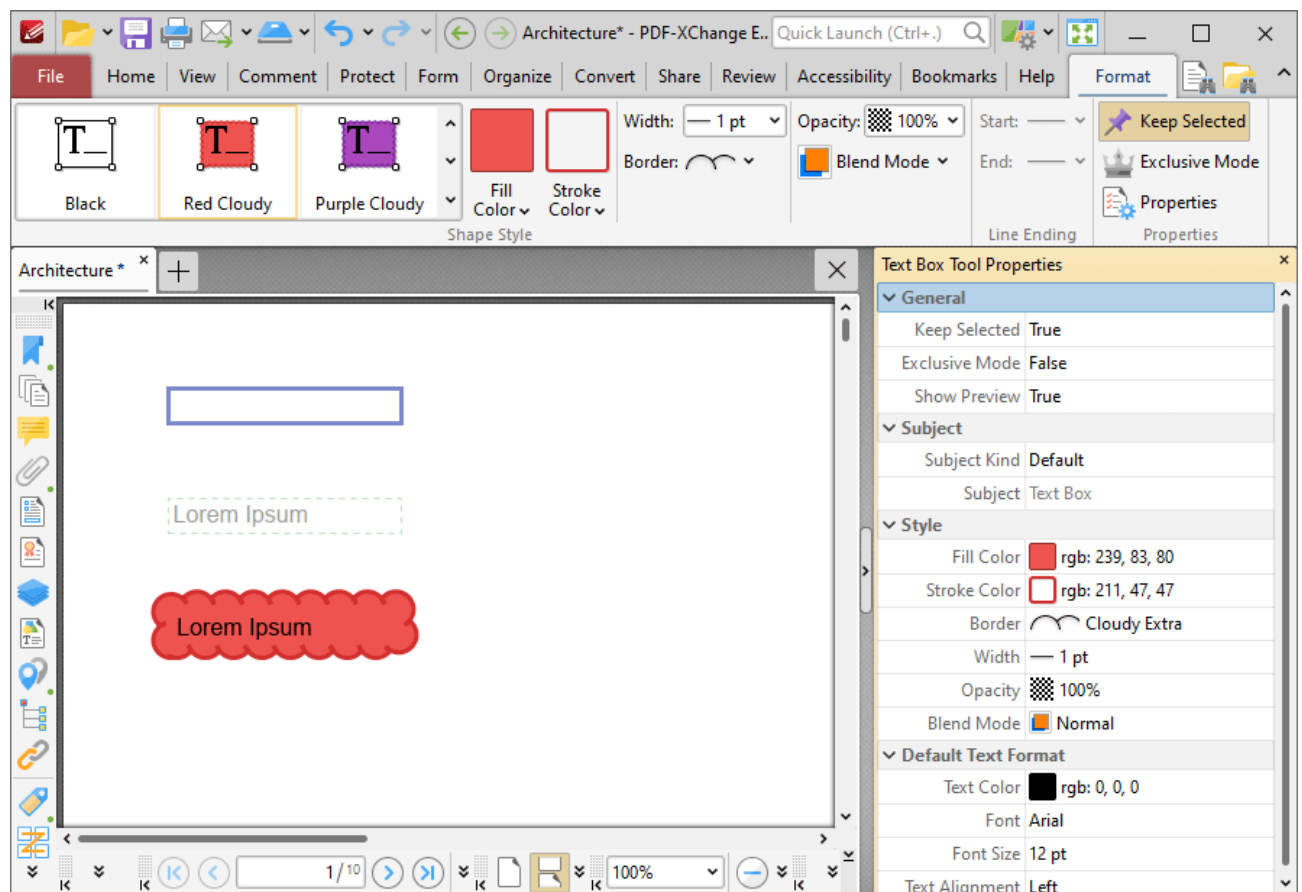 Architecture* - PDF-XChange E.. Quick Launch (Ctrl+.)
File Home View Comment Protect Form Organize Convert Share Review Accessibility Bookmarks Help Format
T_ T_ T_
Black Red Cloudy Purple Cloudy
Fill Color Stroke Color
Width: 1 pt
Border:
Shape Style
Opacity: 100%
Blend Mode
Start:
End:
Line Ending
Keep Selected
Exclusive Mode
Properties
Properties
Architecture *
Lorem Ipsum
Lorem Ipsum
1/10
100%
Text Box Tool Properties
General
Keep Selected True
Exclusive Mode False
Show Preview True
Subject
Subject Kind Default
Subject Text Box
Style
Fill Color rgb: 239, 83, 80
Stroke Color rgb: 211, 47, 47
Border Cloudy Extra
Width 1 pt
Opacity 100%
Blend Mode Normal
Default Text Format
Text Color rgb: 0, 0, 0
Font Arial
Font Size 12 pt
Text Alignment Left